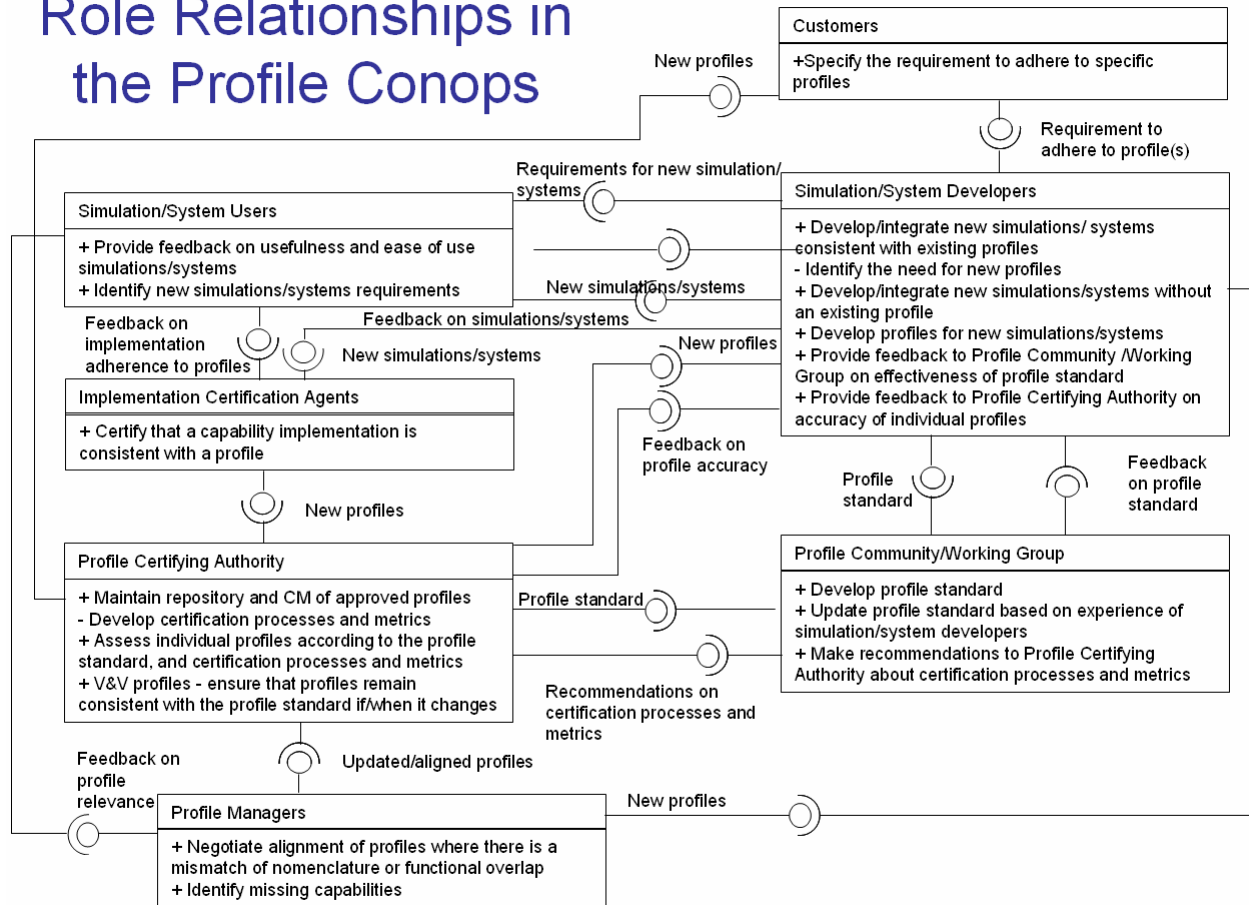 Role Relationships in
the Profile Conops
Customers
+Specify the requirement to adhere to specific
profiles
New profiles
Requirement to
adhere to profile(s)
Requirements for new simulation/
systems
Simulation/System Users
+ Provide feedback on usefulness and ease of use
simulations/systems
+ Identify new simulations/systems requirements
Simulation/System Developers
+ Develop/integrate new simulations/ systems
consistent with existing profiles
- Identify the need for new profiles
+ Develop/integrate new simulations/systems without
an existing profile
+ Develop profiles for new simulations/systems
+ Provide feedback to Profile Community /Working
Group on effectiveness of profile standard
+ Provide feedback to Profile Certifying Authority on
accuracy of individual profiles
New simulations/systems
Feedback on simulations/systems
Feedback on
implementation
adherence to profiles
New simulations/systems
New profiles
Implementation Certification Agents
+ Certify that a capability implementation is
consistent with a profile
Feedback on
profile accuracy
Profile
standard
Feedback
on profile
standard
New profiles
Profile Certifying Authority
+ Maintain repository and CM of approved profiles
- Develop certification processes and metrics
+ Assess individual profiles according to the profile
standard, and certification processes and metrics
+ V&V profiles - ensure that profiles remain
consistent with the profile standard if/when it changes
Profile standard
Profile Community/Working Group
+ Develop profile standard
+ Update profile standard based on experience of
simulation/system developers
+ Make recommendations to Profile Certifying
Authority about certification processes and metrics
Recommendations on
certification processes and
metrics
Feedback on
profile
relevance
Updated/aligned profiles
Profile Managers
+ Negotiate alignment of profiles where there is a
mismatch of nomenclature or functional overlap
+ Identify missing capabilities
New profiles